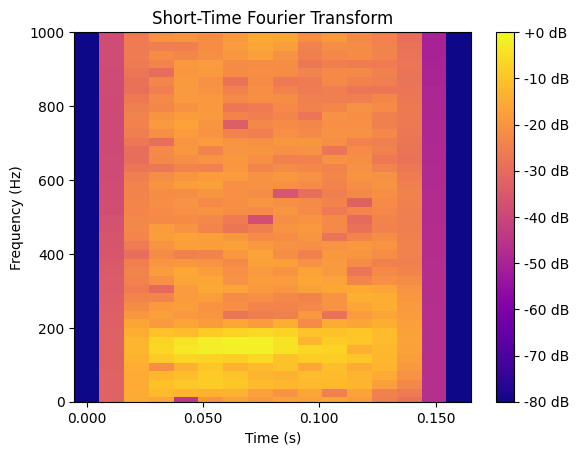 Short-Time Fourier Transform
1000
800
600
400
200
0
Frequency (Hz)
0.000
0.050
0.100
0.150
Time (s)
+0 dB
-10 dB
-20 dB
-30 dB
-40 dB
-50 dB
-60 dB
-70 dB
-80 dB